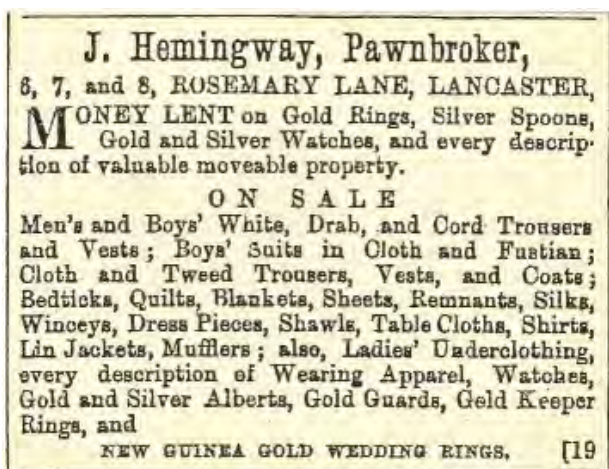 J. Hemingway, Pawnbroker,
6, 7, and 8, ROSEMARY LANE, LANCASTER,
MONEY LENT on Gold Rings, Silver Spoons,
Gold and Silver Watches, and every descrip-
tion of valuable moveable property.
ON SALE
Men's and Boys' White, Drab, and Cord Trousers
and Vests; Boys' Suits in Cloth and Fustian;
Cloth and Tweed Trousers, Vests, and Coats;
Bedticks, Quilts, Blankets, Sheets, Remnants, Silks,
Winceys, Dress Pieces, Shawls, Table Cloths, Shirts,
Lin Jackets, Mufflers; also, Ladies' Underclothing,
every description of Wearing Apparel, Watches,
Gold and Silver Alberts, Gold Guards, Gold Keeper
Rings, and
NEW GUINEA GOLD WEDDING RINGS. [19